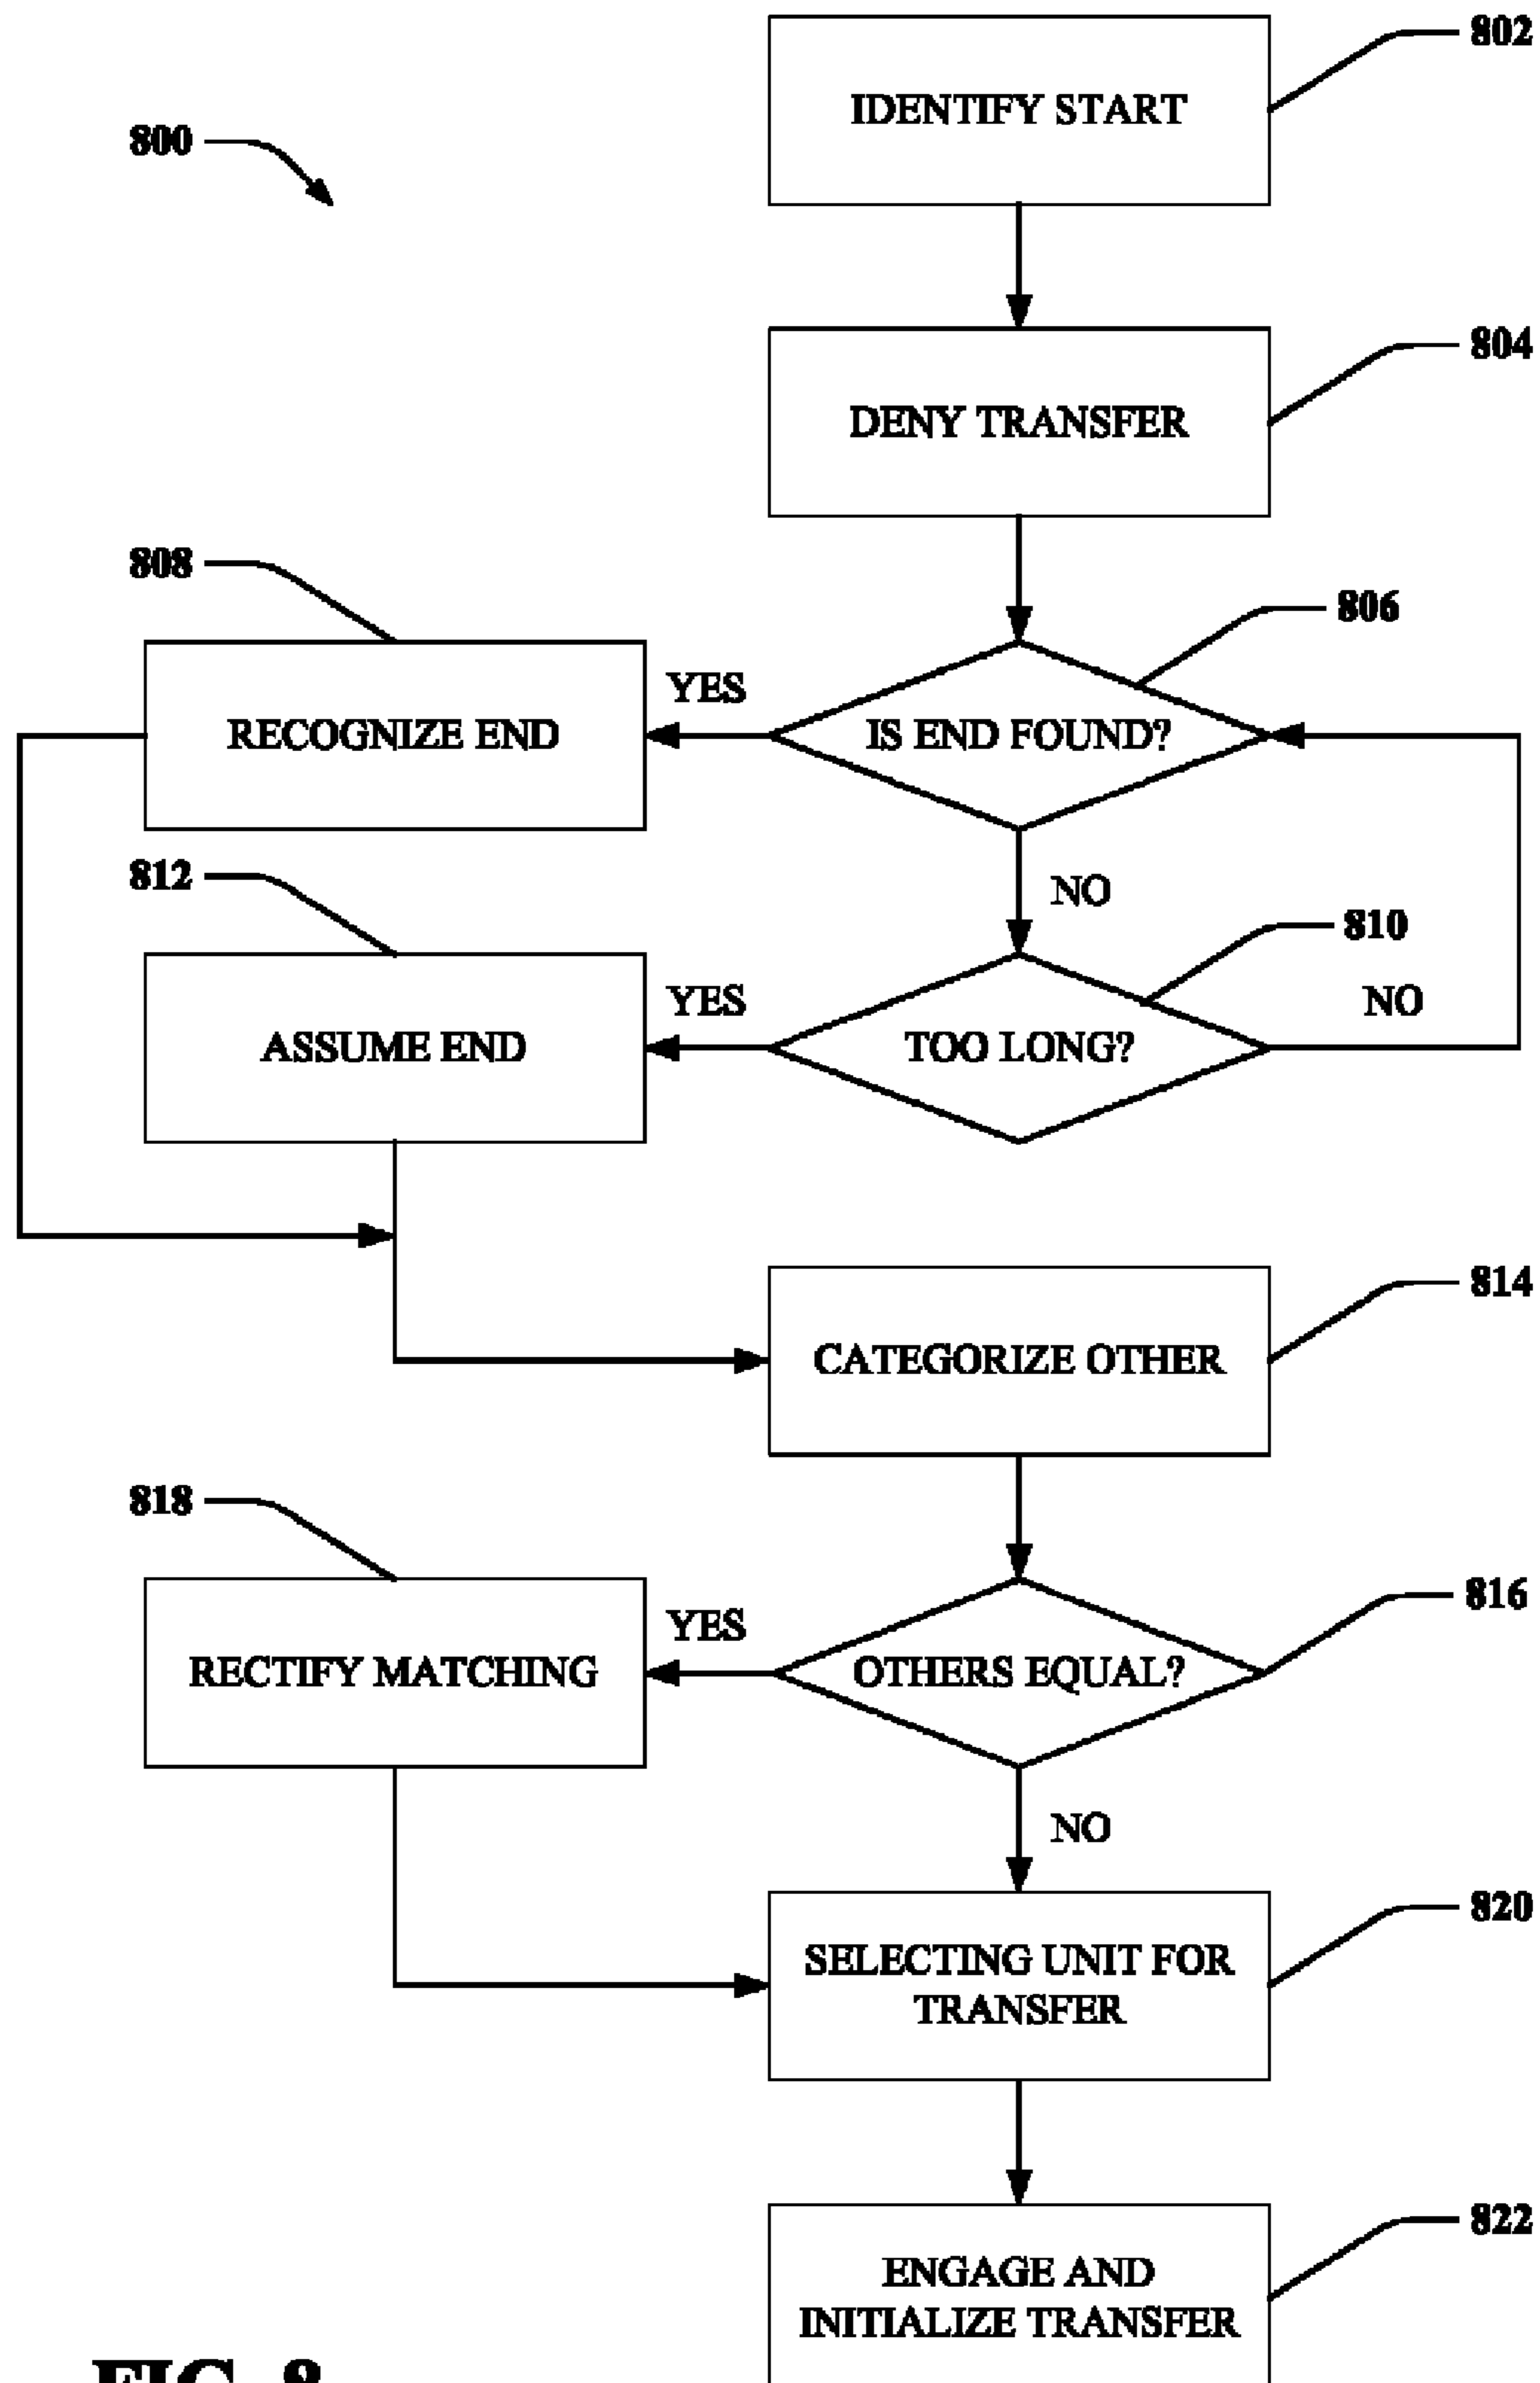 802
IDENTIFY START
800
804
DENY TRANSFER
808
806
YES
RECOGNIZE END
IS END FOUND?
812
NO
810
YES
NO
ASSUME END
TOO LONG?
814
CATEGORIZE OTHER
818
816
YES
RECTIFY MATCHING
OTHERS EQUAL?
NO
820
SELECTING UNIT FOR
TRANSFER
822
ENGAGE AND
INITIALIZE TRANSFER
FIG. 8